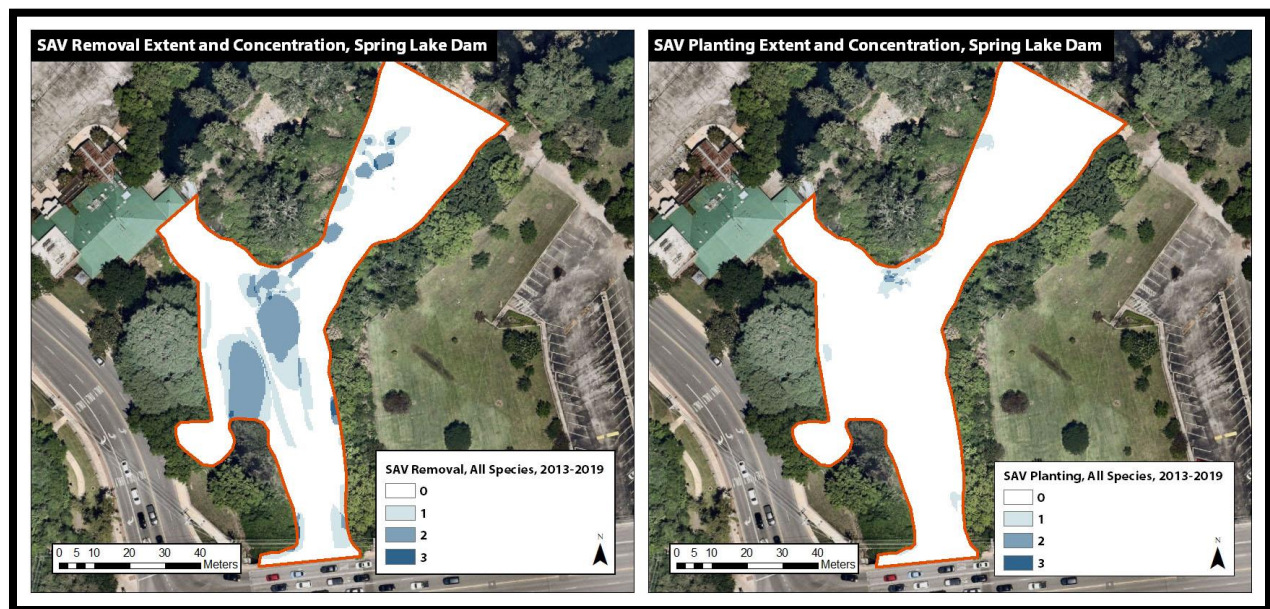 SAV Removal Extent and Concentration, Spring Lake Dam
SAV Removal, All Species, 2013-2019
0
1
2
3
0 5 10 20 30 40
Meters
N
SAV Planting Extent and Concentration, Spring Lake Dam
SAV Planting, All Species, 2013-2019
0
1
2
3
0 5 10 20 30 40
Meters
N